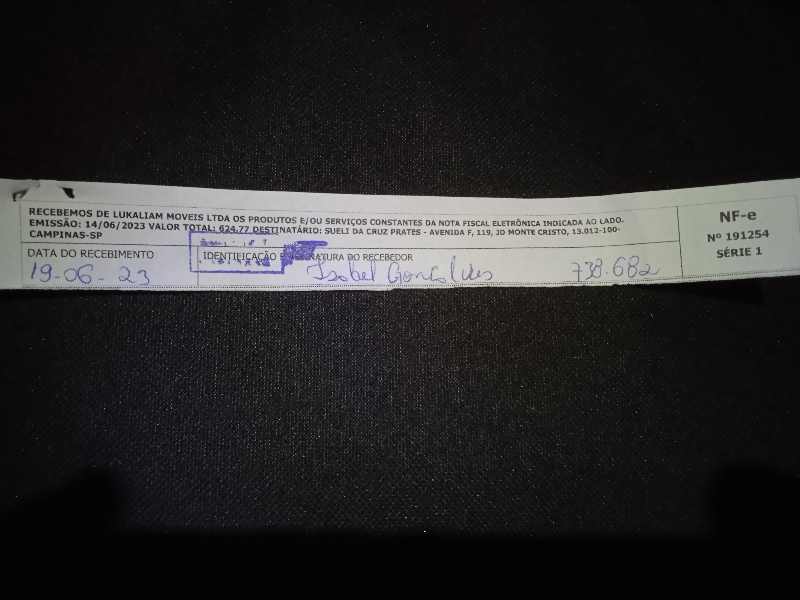 RECEBEMOS DE LUKALIAM MOVEIS LTDA OS PRODUTOS E/OU SERVIÇOS CONSTANTES DA NOTA FISCAL ELETRÔNICA INDICADA AO LADO.
EMISSÃO: 14/06/2023 VALOR TOTAL: 624.77 DESTINATÁRIO: SUELI DA CRUZ PRATES - AVENIDA F, 119, JD MONTE CRISTO, 13.012-100-
CAMPINAS-SP
DATA DO RECEBIMENTO
19-06-23
IDENTIFICAÇÃO E ASSINATURA DO RECEBEDOR
Isabel Goncalves 738.682
NF-e
Nº 191254
SÉRIE 1